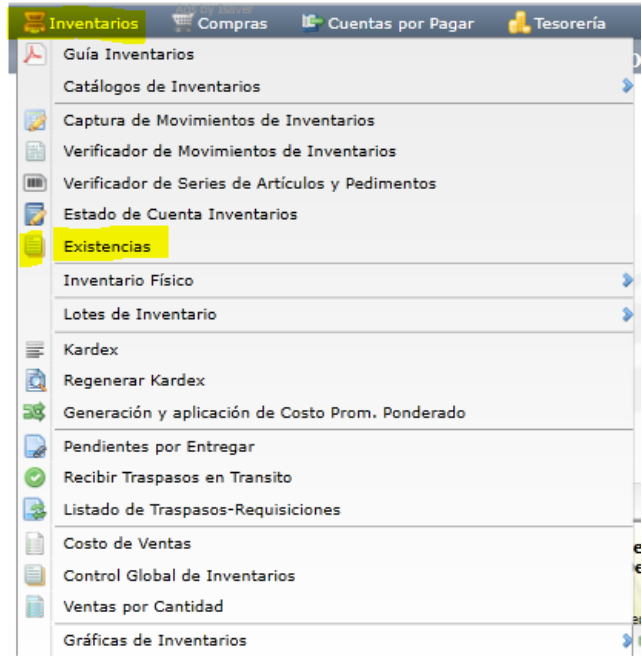 Inventarios Compras Cuentas por Pagar Tesorería
Guía Inventarios
Catálogos de Inventarios
Captura de Movimientos de Inventarios
Verificador de Movimientos de Inventarios
Verificador de Series de Artículos y Pedimentos
Estado de Cuenta Inventarios
Existencias
Inventario Físico
Lotes de Inventario
Kardex
Regenerar Kardex
Generación y aplicación de Costo Prom. Ponderado
Pendientes por Entregar
Recibir Traspasos en Transito
Listado de Traspasos-Requisiciones
Costo de Ventas
Control Global de Inventarios
Ventas por Cantidad
Gráficas de Inventarios